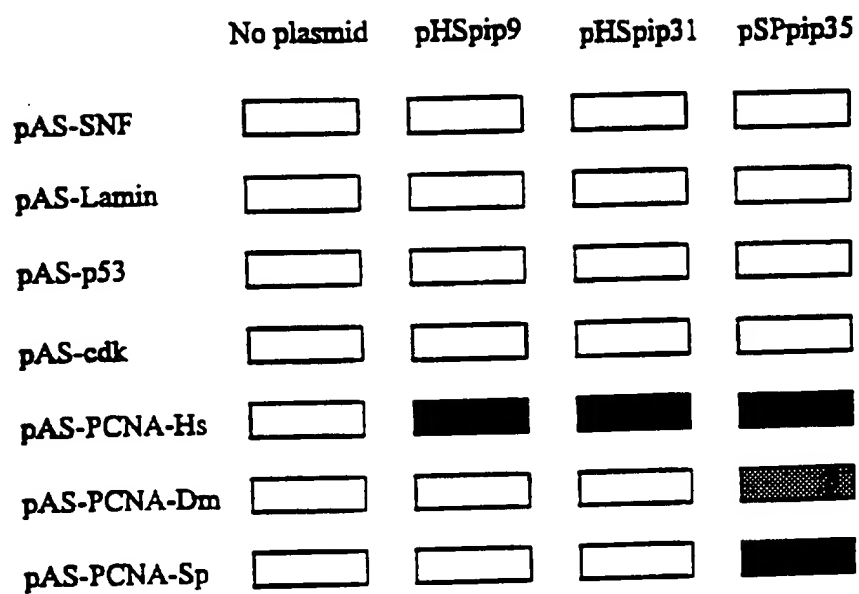 No plasmid pHSpip9 pHSpip31 pSPpip35
pAS-SNF
pAS-Lamin
pAS-p53
pAS-cdk
pAS-PCNA-Hs
pAS-PCNA-Dm
pAS-PCNA-Sp